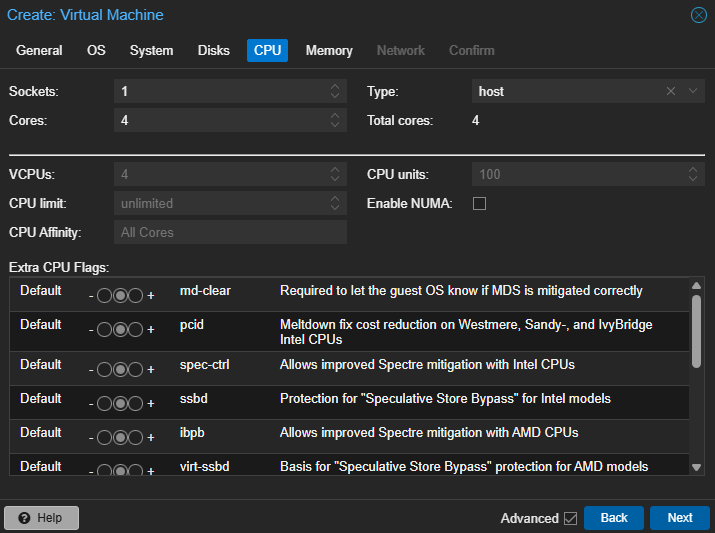 Create: Virtual Machine
General OS System Disks CPU Memory Network Confirm
Sockets: 1 Type: host
Cores: 4 Total cores: 4
VCPUs: 4 CPU units: 100
CPU limit: unlimited Enable NUMA:
CPU Affinity: All Cores
Extra CPU Flags:
Default - + md-clear Required to let the guest OS know if MDS is mitigated correctly
Default - + pcid Meltdown fix cost reduction on Westmere, Sandy-, and IvyBridge
Intel CPUs
Default - + spec-ctrl Allows improved Spectre mitigation with Intel CPUs
Default - + ssbd Protection for "Speculative Store Bypass" for Intel models
Default - + ibpb Allows improved Spectre mitigation with AMD CPUs
Default - + virt-ssbd Basis for "Speculative Store Bypass" protection for AMD models
Help Advanced Back Next